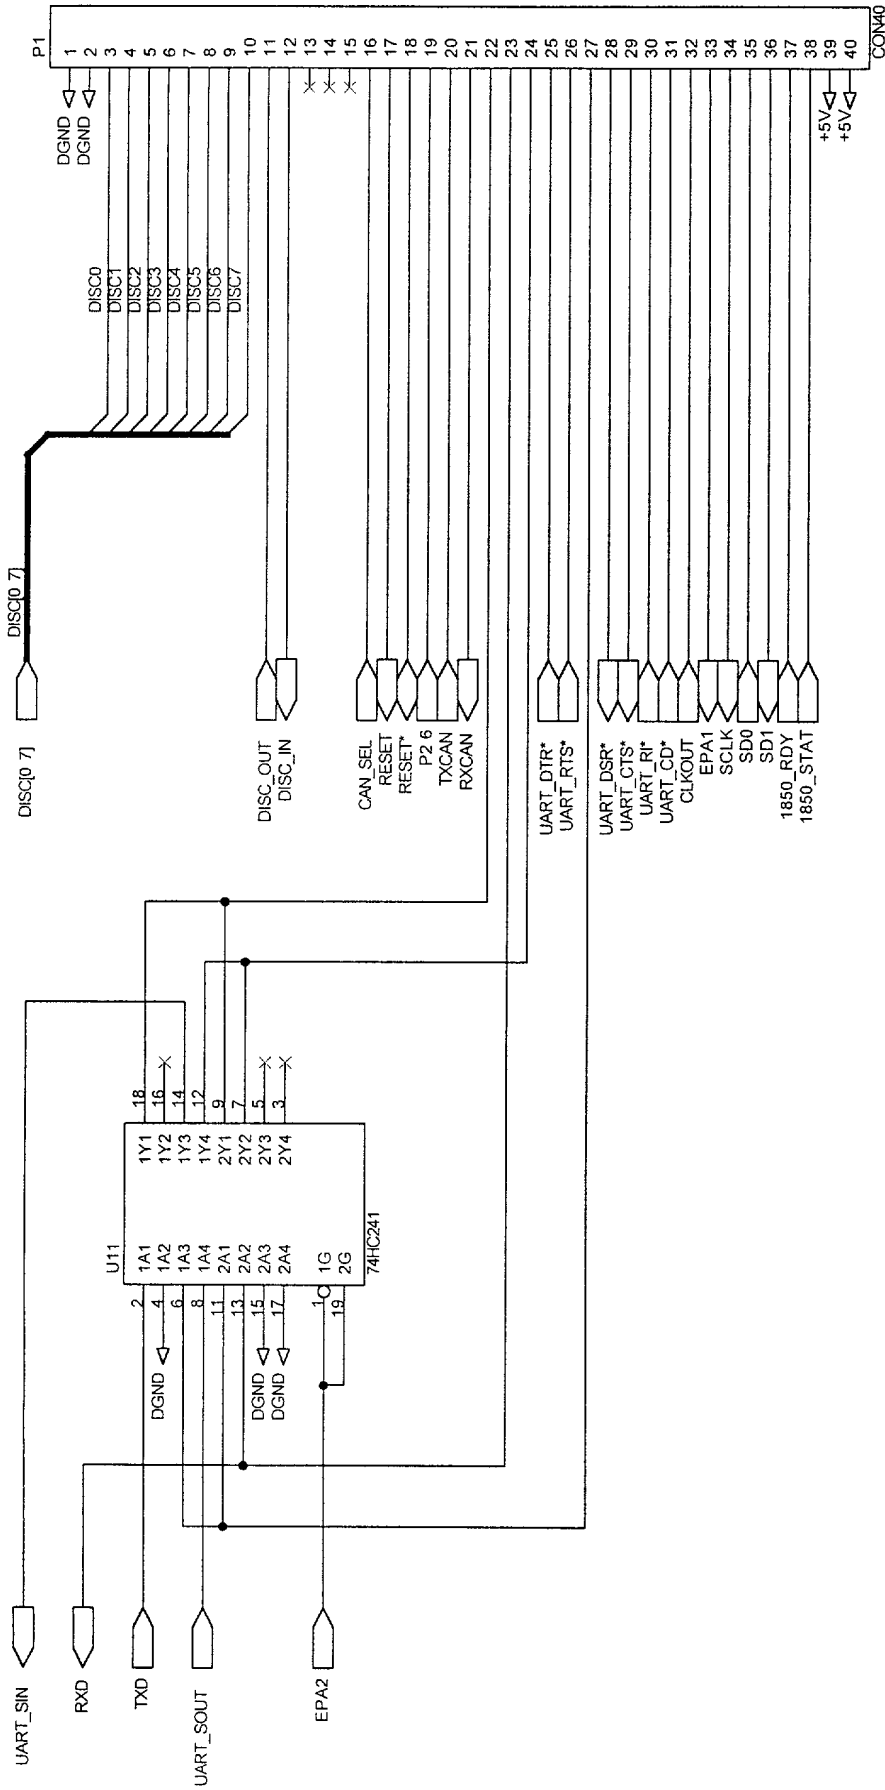 P1
1
2
3
4
5
6
7
8
9
10
11
12
13
14
15
16
17
18
19
20
21
22
23
24
25
26
27
28
29
30
31
32
33
34
35
36
37
38
39
40
CON40
DGND
DGND
+5V
+5V
DISC0
DISC1
DISC2
DISC3
DISC4
DISC5
DISC6
DISC7
DISC[0 7]
DISC[0 7]
DISC_OUT
DISC_IN
CAN_SEL
RESET
RESET*
P2 6
TXCAN
RXCAN
UART_DTR*
UART_RTS*
UART_DSR*
UART_CTS*
UART_RI*
UART_CD*
CLKOUT
EPA1
SCLK
SD0
SD1
1850_RDY
1850_STAT
18
16
14
12
9
7
5
3
1Y1
1Y2
1Y3
1Y4
2Y1
2Y2
2Y3
2Y4
U11
1A1
1A2
1A3
1A4
2A1
2A2
2A3
2A4
1G
2G
74HC241
2
4
6
8
11
13
15
17
1
19
DGND
DGND
DGND
UART_SIN
RXD
TXD
UART_SOUT
EPA2